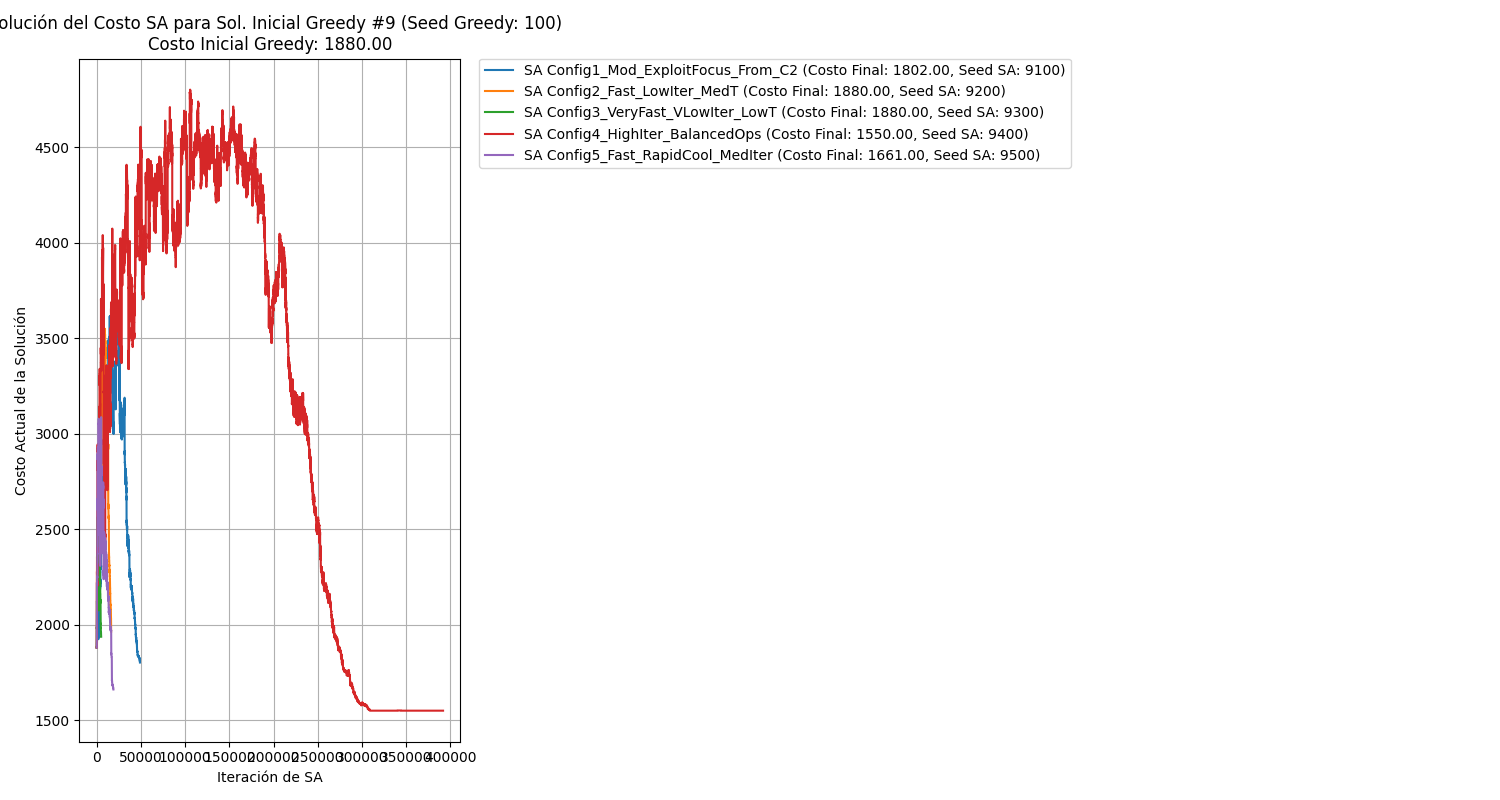 olución del Costo SA para Sol. Inicial Greedy #9 (Seed Greedy: 100)
Costo Inicial Greedy: 1880.00
SA Config1_Mod_ExploitFocus_From_C2 (Costo Final: 1802.00, Seed SA: 9100)
SA Config2_Fast_LowIter_MedT (Costo Final: 1880.00, Seed SA: 9200)
SA Config3_VeryFast_VLowIter_LowT (Costo Final: 1880.00, Seed SA: 9300)
SA Config4_HighIter_BalancedOps (Costo Final: 1550.00, Seed SA: 9400)
SA Config5_Fast_RapidCool_MedIter (Costo Final: 1661.00, Seed SA: 9500)
Costo Actual de la Solución
4500
4000
3500
3000
2500
2000
1500
0 50000 100000 150000 200000 250000 300000 350000 400000
Iteración de SA